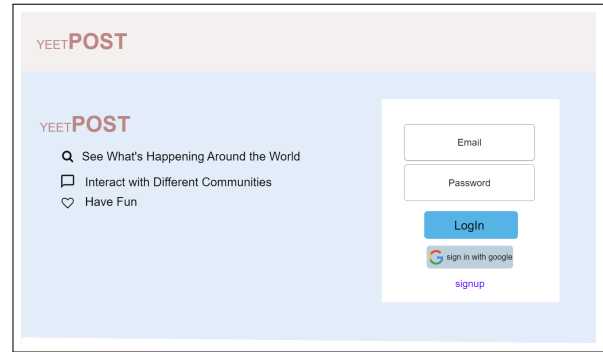 YEETPOST
YEETPOST
See What's Happening Around the World
Interact with Different Communities
Have Fun
Email
Password
LogIn
sign in with google
signup